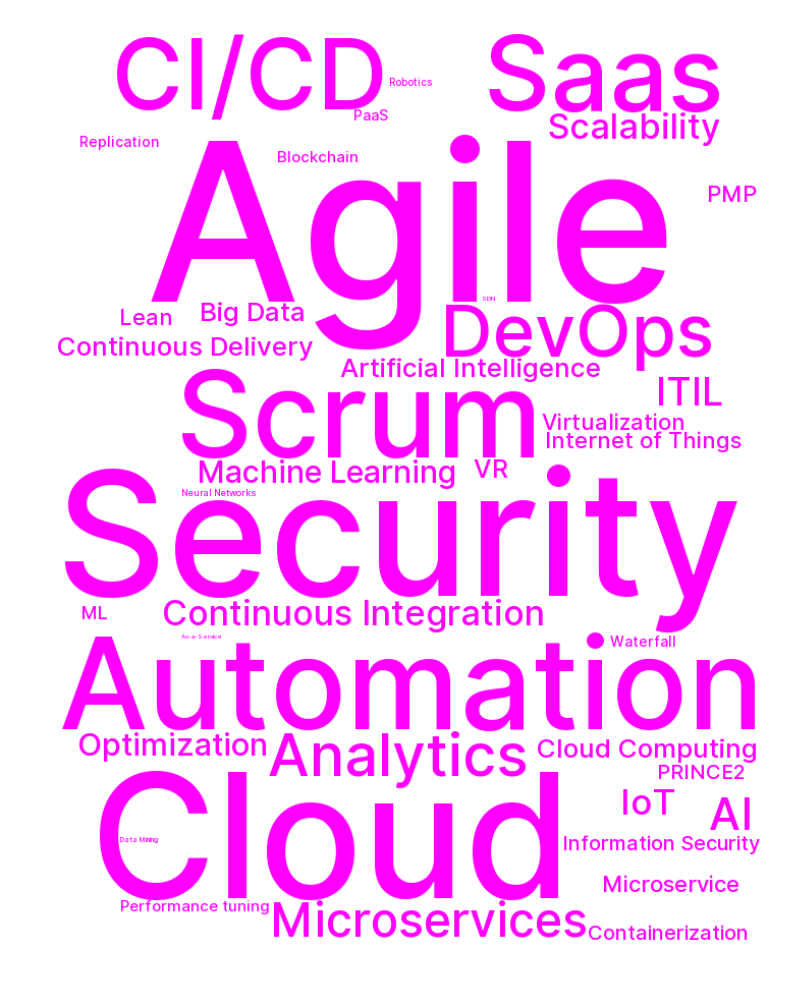 CI/CD
Saas
Robotics
PaaS
Scalability
Replication
Blockchain
Agile
PMP
SDN
Lean
Big Data
DevOps
Continuous Delivery
Artificial Intelligence
ITIL
Scrum
Virtualization
Internet of Things
Machine Learning
VR
Neural Networks
Security
ML
Continuous Integration
As-a-Service
Waterfall
Automation
Optimization
Analytics
Cloud Computing
PRINCE2
Cloud
IoT
AI
Data Mining
Information Security
Microservice
Performance tuning
Microservices
Containerization